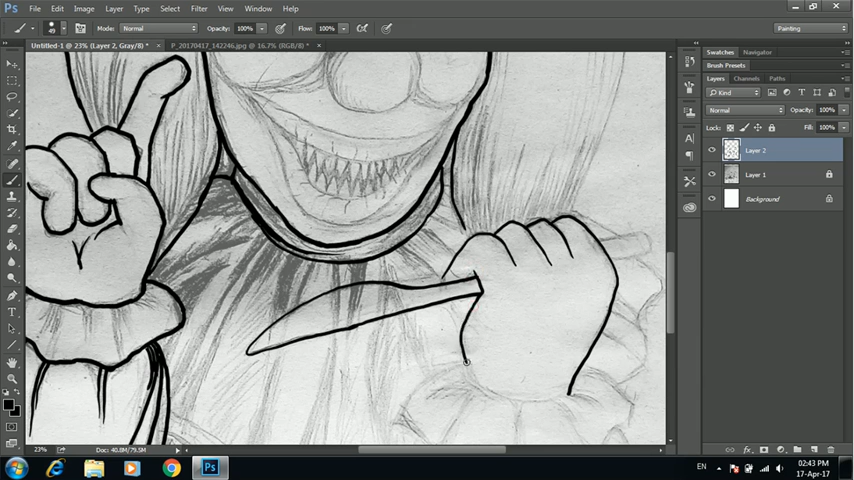 Ps File Edit Image Layer Type Select Filter View Window Help
49 Mode: Normal Opacity: 100% Flow: 100% Painting
Untitled-1 @ 23% (Layer 2, Gray/8) * × P_20170417_142246.jpg @ 16.7% (RGB/8) * ×
Swatches Navigator
Brush Presets
Layers Channels Paths
Kind
Normal Opacity: 100%
Lock: Fill: 100%
Layer 2
Layer 1
Background
23% Doc: 40.8M/79.5M
Ps EN 02:43 PM
17-Apr-17